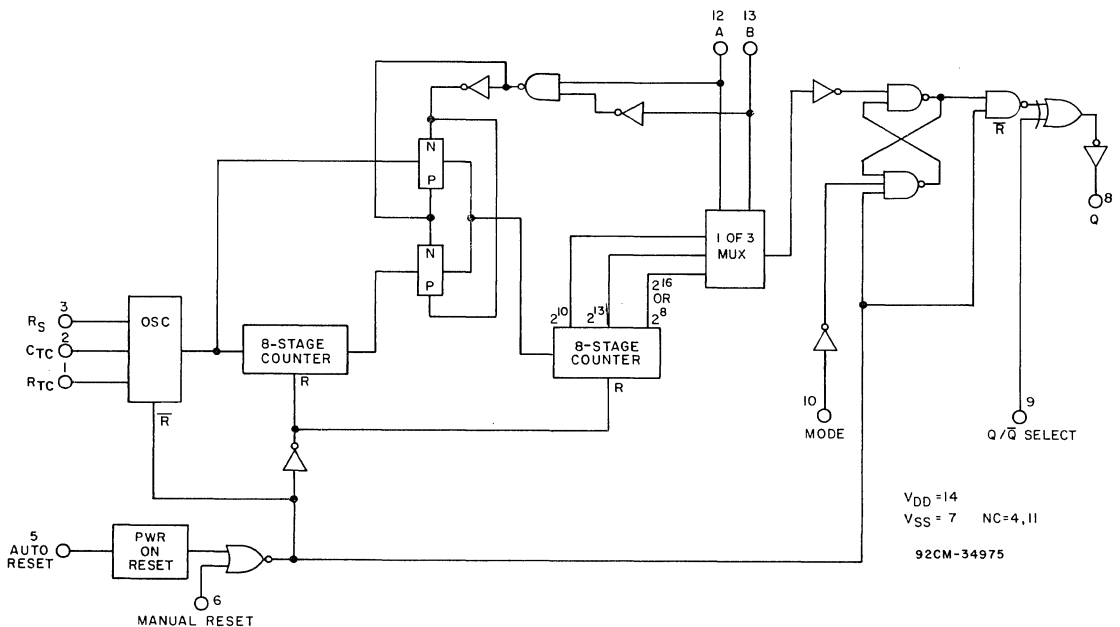 12 13
A B
N
P
N
P
1 OF 3
MUX
2^16
OR
2^8
2^10 2^13
8-STAGE
COUNTER
R
R̅
8
Q
3
R_S
2
C_TC
1
R_TC
OSC
R̅
8-STAGE
COUNTER
R
10
MODE
9
Q/Q̅ SELECT
5
AUTO
RESET
PWR
ON
RESET
6
MANUAL RESET
V_DD =14
V_SS = 7 NC=4,11
92CM-34975